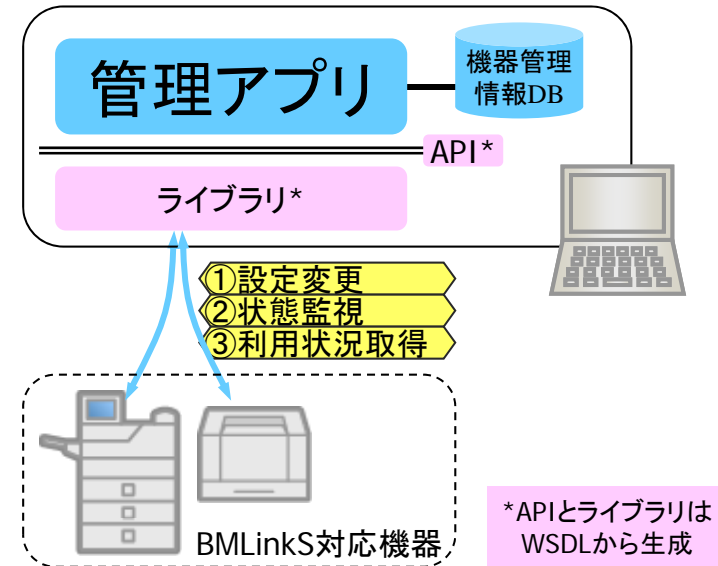 管理アプリ
機器管理
情報DB
API*
ライブラリ*
①設定変更
②状態監視
③利用状況取得
BMLinkS対応機器
*APIとライブラリは
WSDLから生成